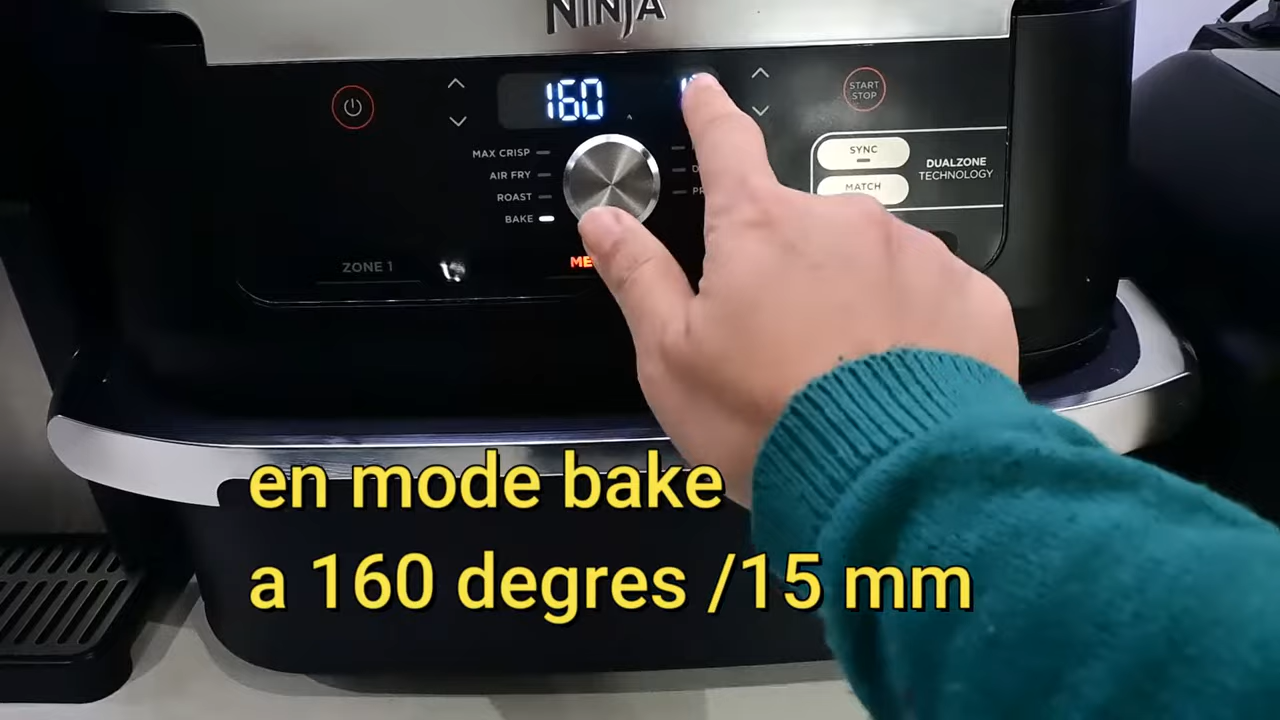 NINJA
160
START
STOP
MAX CRISP
AIR FRY
ROAST
BAKE
SYNC
MATCH
DUALZONE
TECHNOLOGY
ZONE 1
en mode bake
a 160 degres /15 mm